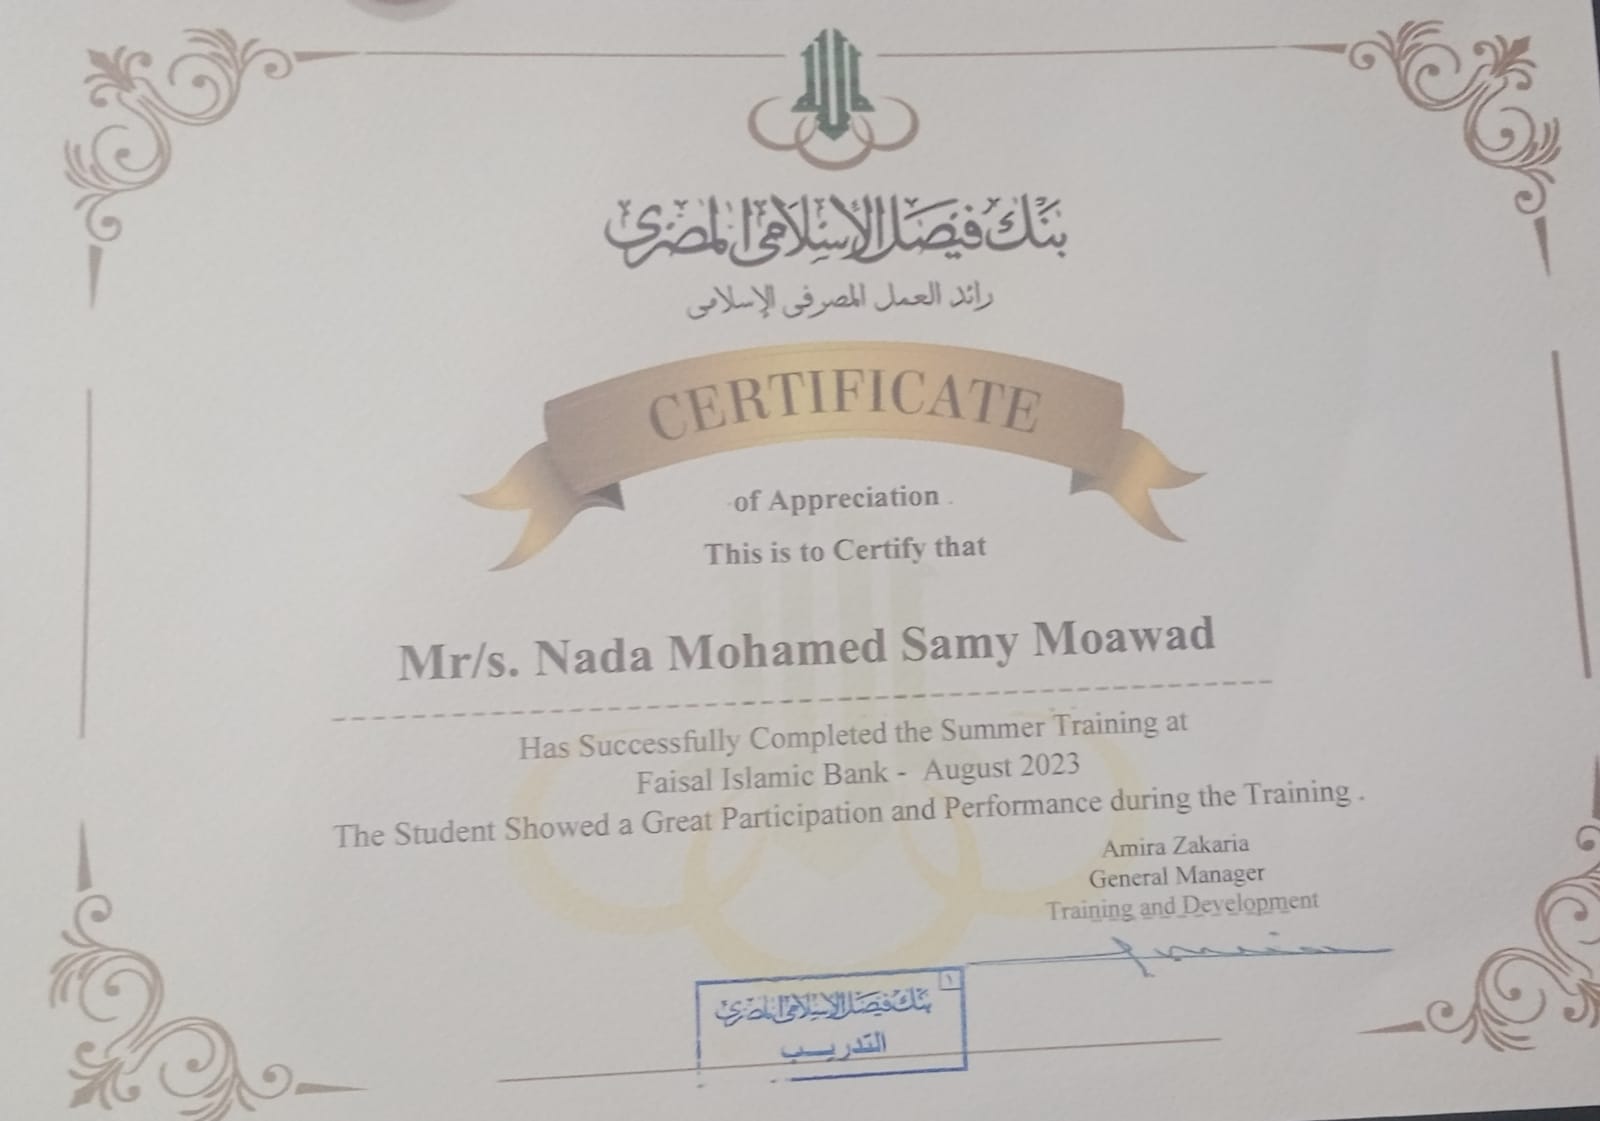 بنك فيصل الإسلامي المصري
رائد العمل المصرفى الإسلامى
CERTIFICATE
of Appreciation
This is to Certify that
Mr/s. Nada Mohamed Samy Moawad
Has Successfully Completed the Summer Training at
Faisal Islamic Bank - August 2023
The Student Showed a Great Participation and Performance during the Training .
Amira Zakaria
General Manager
Training and Development
١
بنك فيصل الإسلامي المصري
التدريب